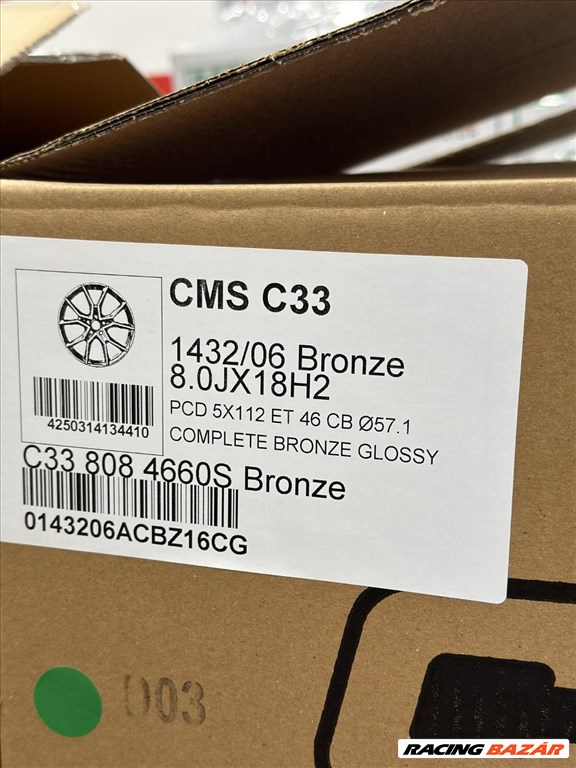 CMS C33
1432/06 Bronze
8.0JX18H2
PCD 5X112 ET 46 CB Ø57.1
COMPLETE BRONZE GLOSSY
4250314134410
C33 808 4660S Bronze
0143206ACBZ16CG
003
RACING BAZÁR